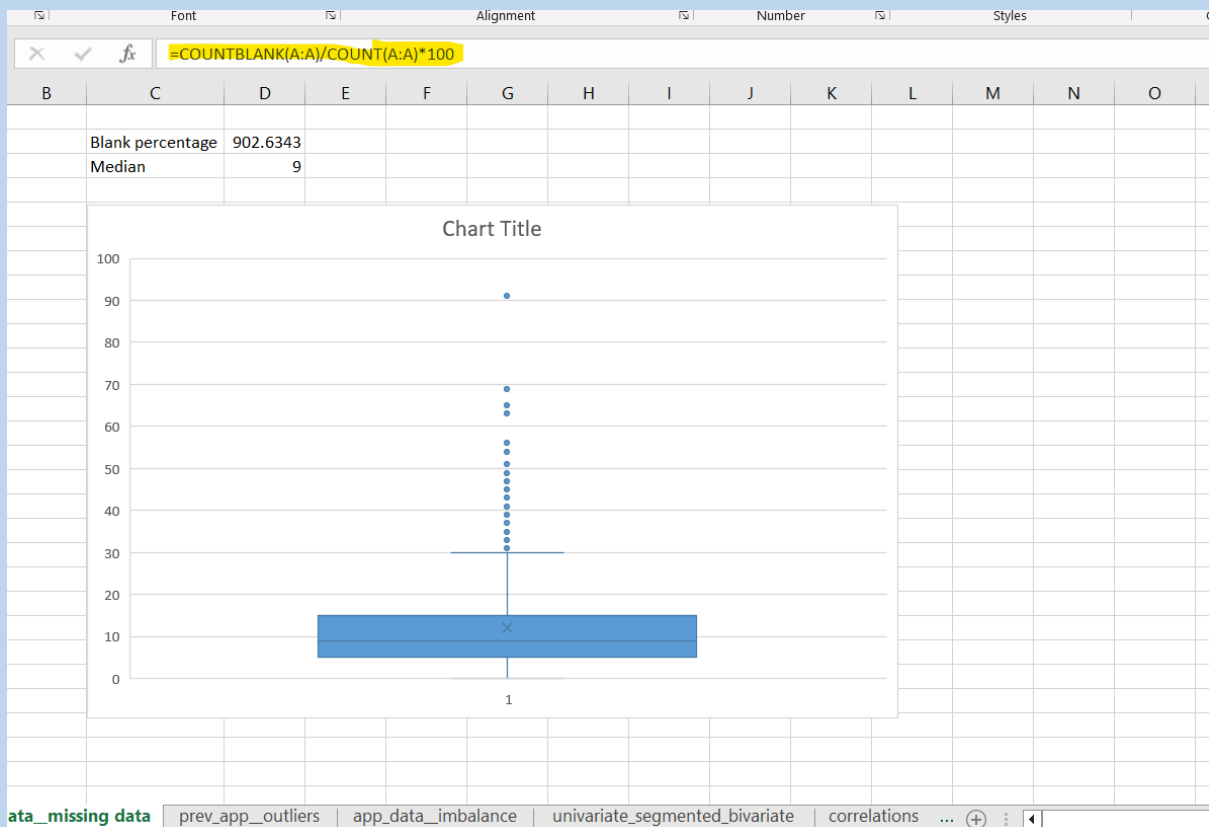 Font Alignment Number Styles
fx =COUNTBLANK(A:A)/COUNT(A:A)*100
B C D E F G H I J K L M N O
Blank percentage 902.6343
Median 9
Chart Title
100
90
80
70
60
50
40
30
20
10
0
1
ata__missing data prev_app__outliers app_data__imbalance univariate_segmented_bivariate correlations ...